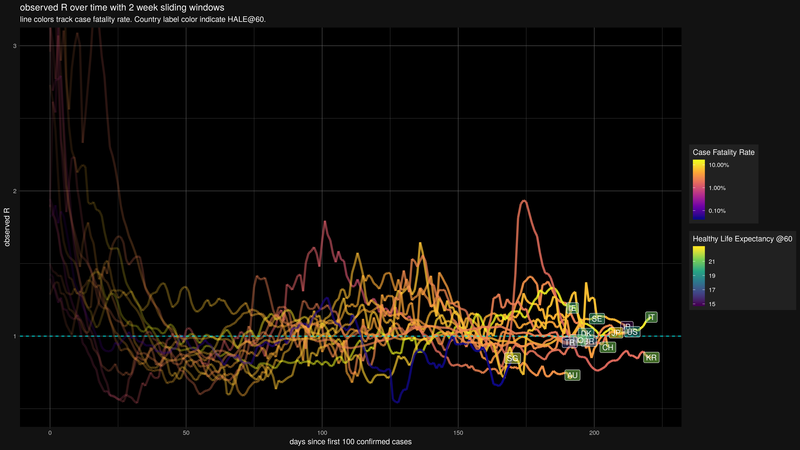 observed R over time with 2 week sliding windows
line colors track case fatality rate. Country label color indicate HALE@60.
3
2
1
observed R
0
50
100
150
200
days since first 100 confirmed cases
Case Fatality Rate
10.00%
1.00%
0.10%
Healthy Life Expectancy @60
21
19
17
15
IE
SE
IT
US
DK
CH
SG
KR
AU